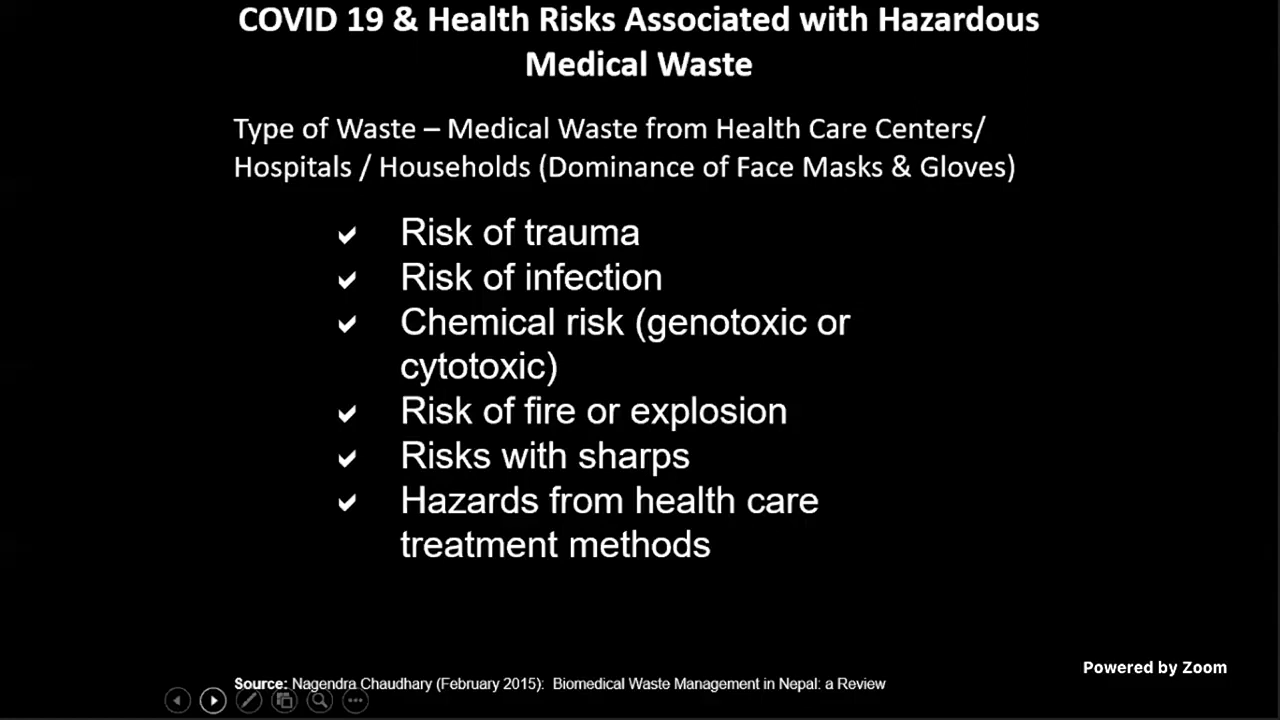 COVID 19 & Health Risks Associated with Hazardous
Medical Waste
Type of Waste – Medical Waste from Health Care Centers/
Hospitals / Households (Dominance of Face Masks & Gloves)
✓ Risk of trauma
✓ Risk of infection
✓ Chemical risk (genotoxic or
cytotoxic)
✓ Risk of fire or explosion
✓ Risks with sharps
✓ Hazards from health care
treatment methods
Powered by Zoom
Source: Nagendra Chaudhary (February 2015): Biomedical Waste Management in Nepal: a Review